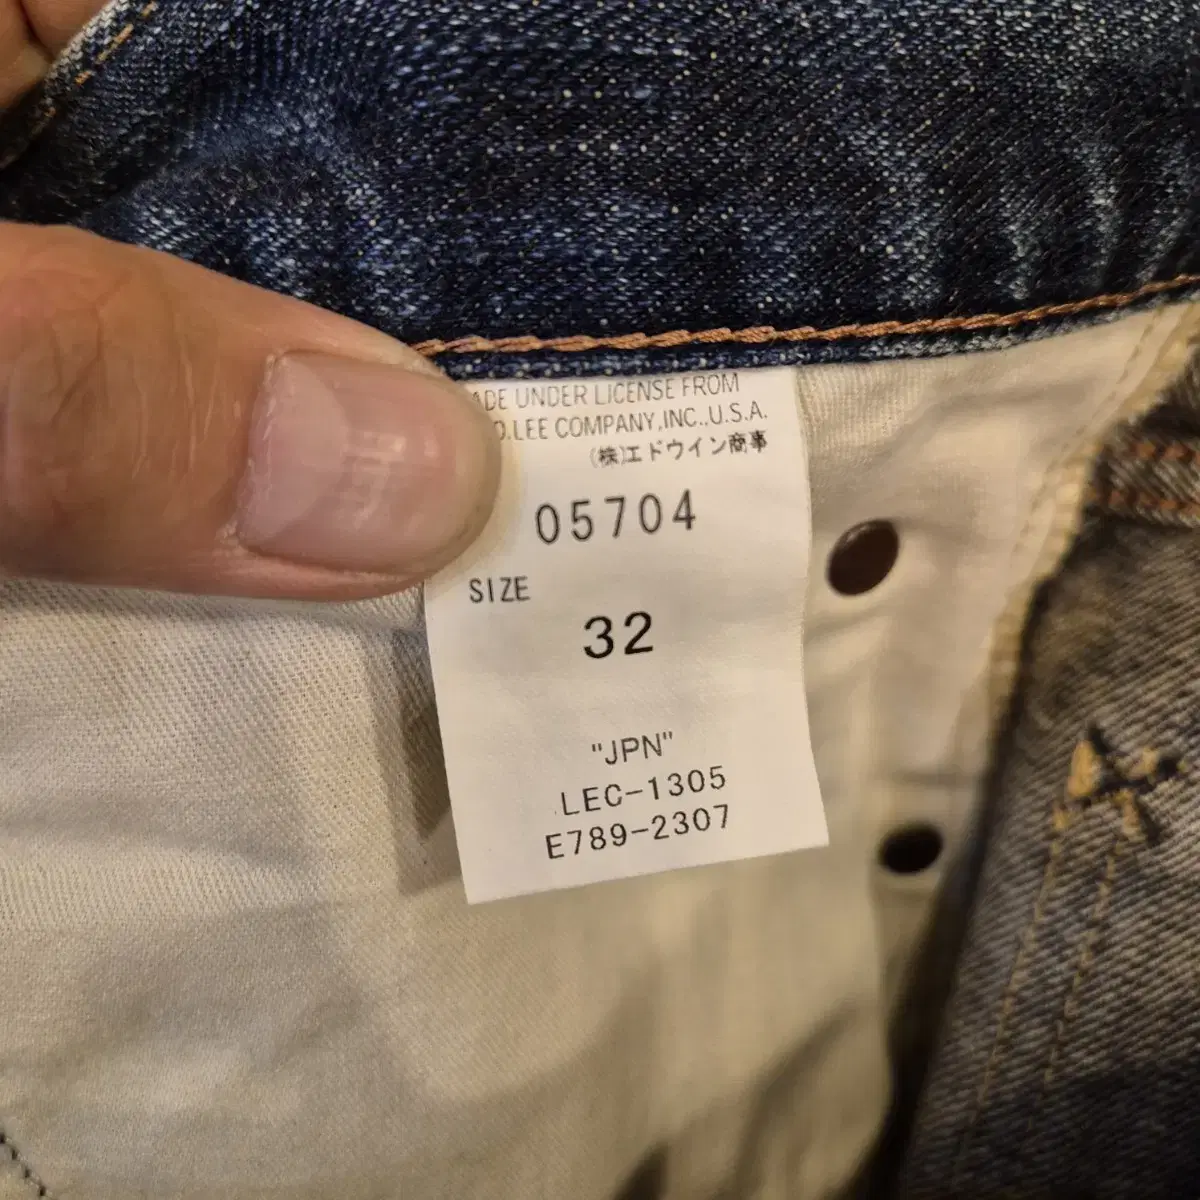 UNDER LICENSE FROM
LEE COMPANY,INC.,U.S.A.
(株)エドウイン商事
05704
SIZE
32
"JPN"
LEC-1305
E789-2307